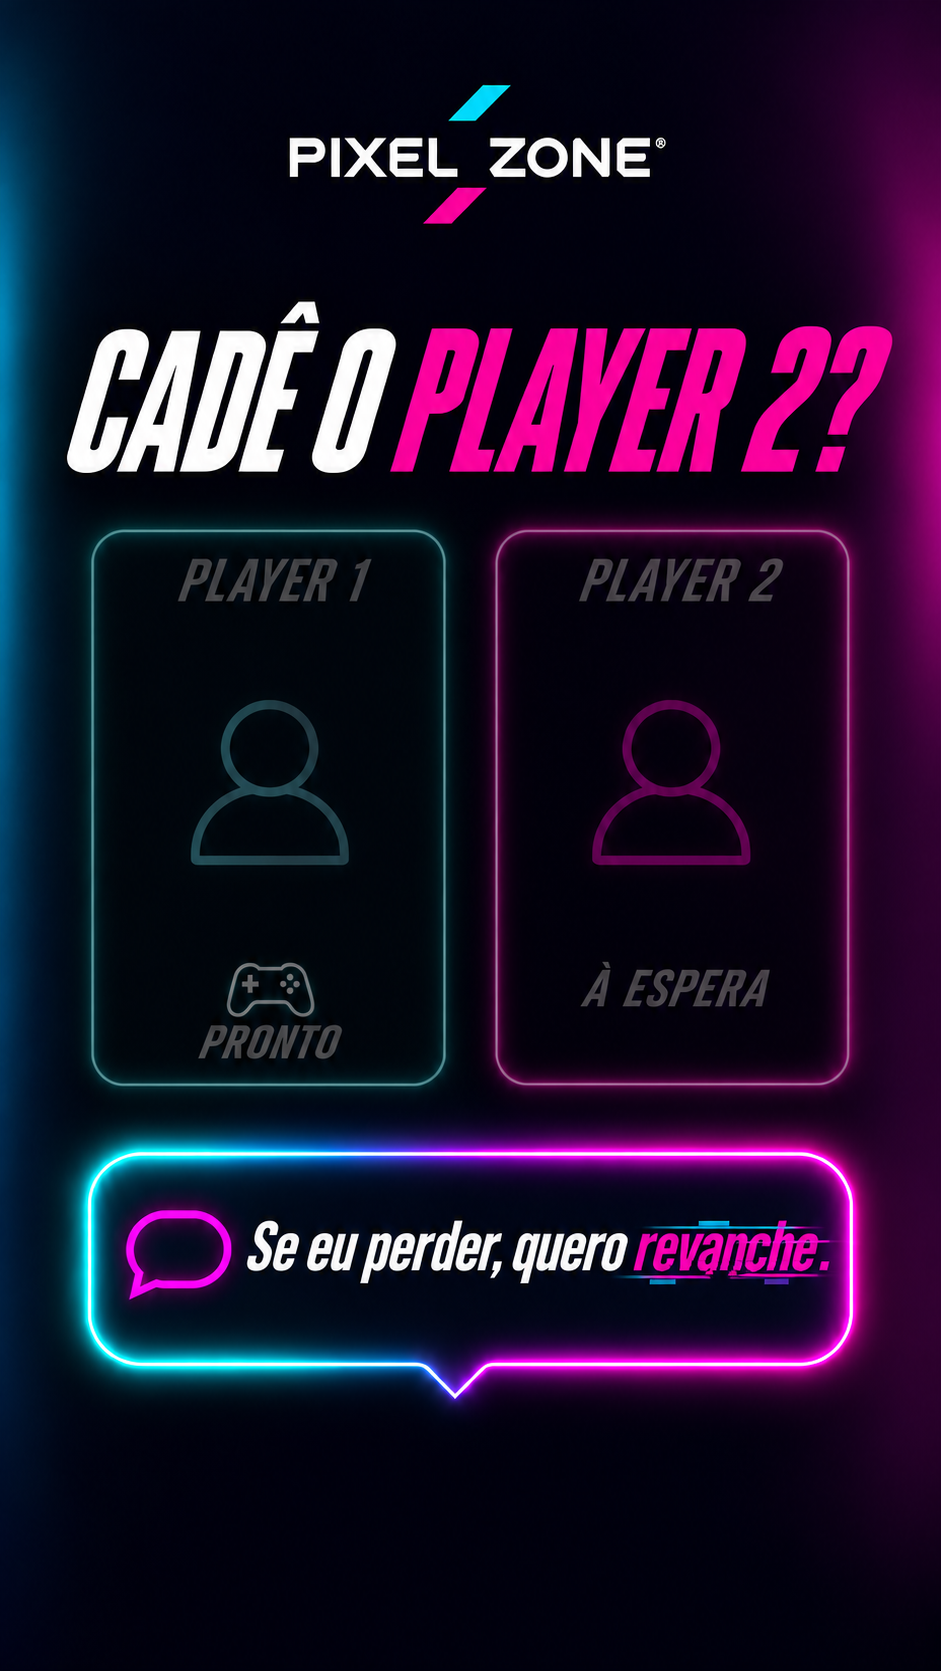 PIXEL ZONE®
CADÊ O PLAYER 2?
PLAYER 1
PRONTO
PLAYER 2
À ESPERA
Se eu perder, quero revanche.